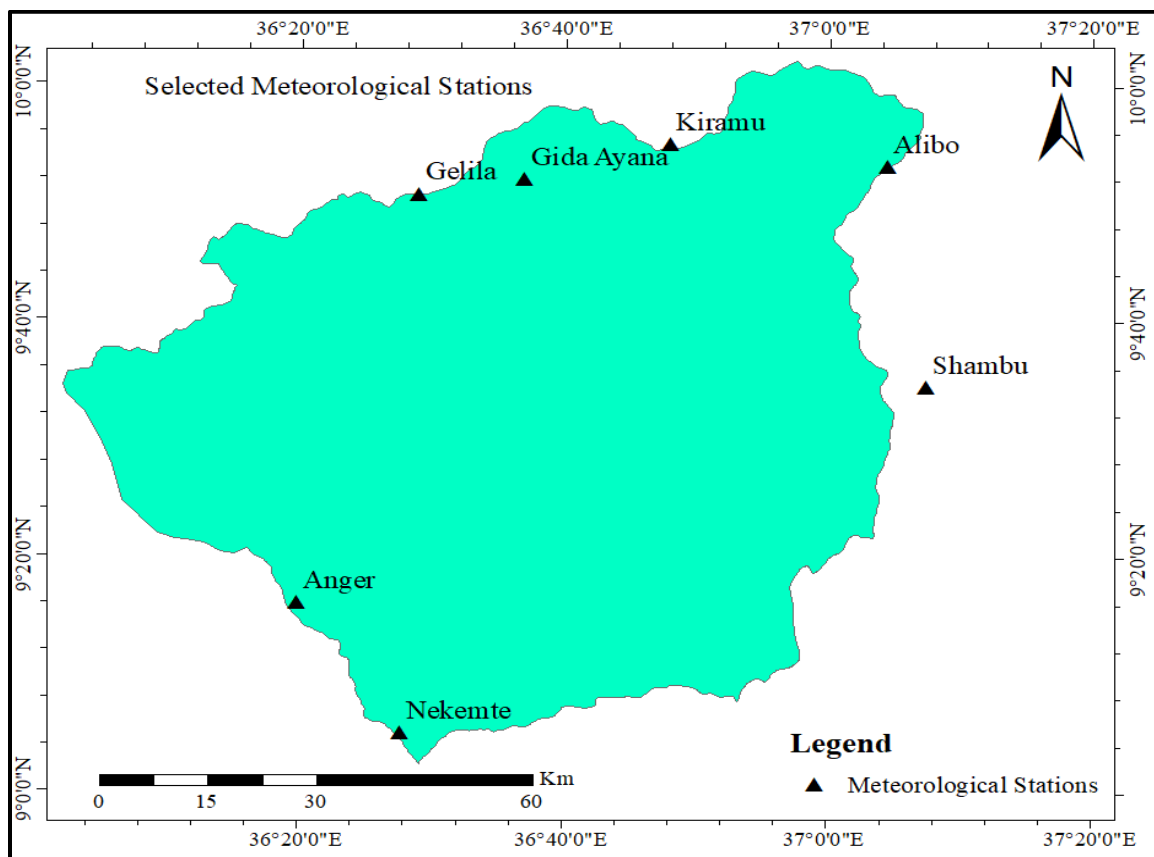 36°20'0"E 36°40'0"E 37°0'0"E 37°20'0"E
Selected Meteorological Stations
N
10°0'0"N
10°0'0"N
Kiramu
Alibo
Gida Ayana
Gelila
9°40'0"N
9°40'0"N
Shambu
9°20'0"N
9°20'0"N
Anger
Nekemte
Legend
Meteorological Stations
Km
0 15 30 60
9°0'0"N
9°0'0"N
36°20'0"E 36°40'0"E 37°0'0"E 37°20'0"E